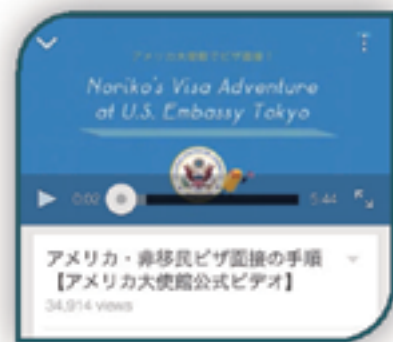 アメリカ大使館でビザ面接！
Noriko's Visa Adventure
at U.S. Embassy Tokyo
0:02
5:44
アメリカ・非移民ビザ面接の手順
【アメリカ大使館公式ビデオ】
34,914 views